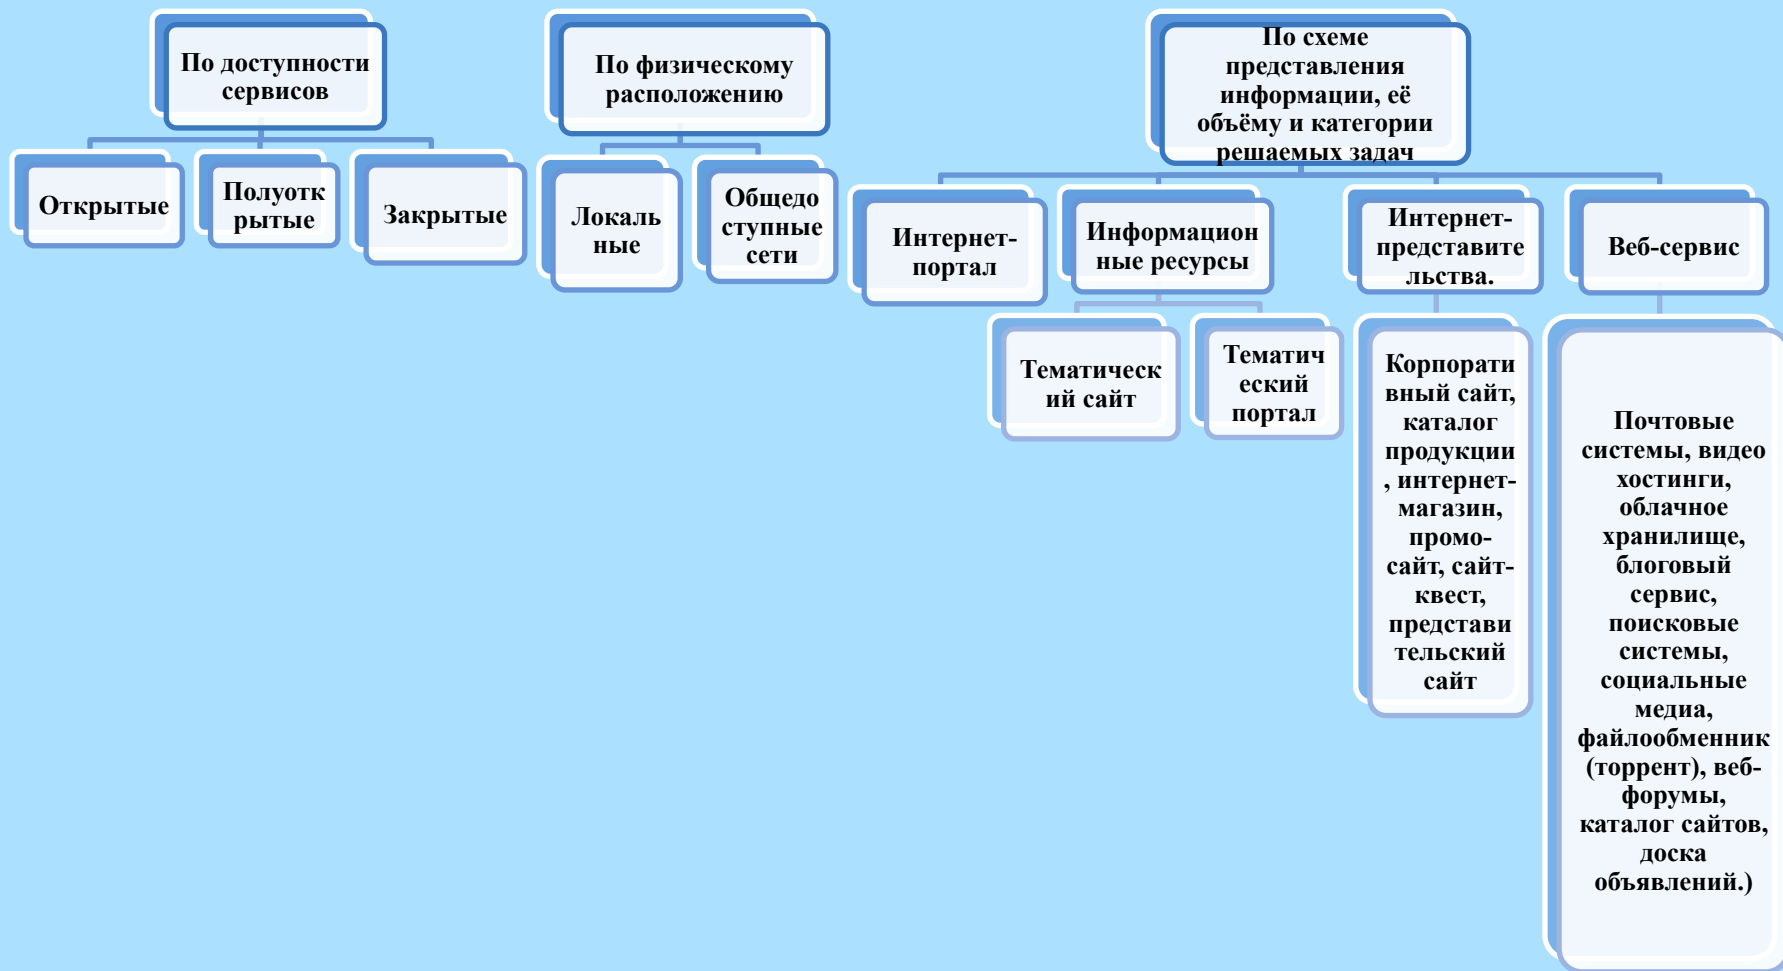 По доступности
сервисов
Открытые
Полуотк
рытые
Закрытые
По физическому
расположению
Локаль
ные
Общедо
ступные
сети
По схеме
представления
информации, её
объёму и категории
решаемых задач
Интернет-
портал
Информацион
ные ресурсы
Тематическ
ий сайт
Тематич
еский
портал
Интернет-
представите
льства.
Корпорати
вный сайт,
каталог
продукции
, интернет-
магазин,
промо-
сайт, сайт-
квест,
представи
тельский
сайт
Веб-сервис
Почтовые
системы, видео
хостинги,
облачное
хранилище,
блоговый
сервис,
поисковые
системы,
социальные
медиа,
файлообменник
(торрент), веб-
форумы,
каталог сайтов,
доска
объявлений.)